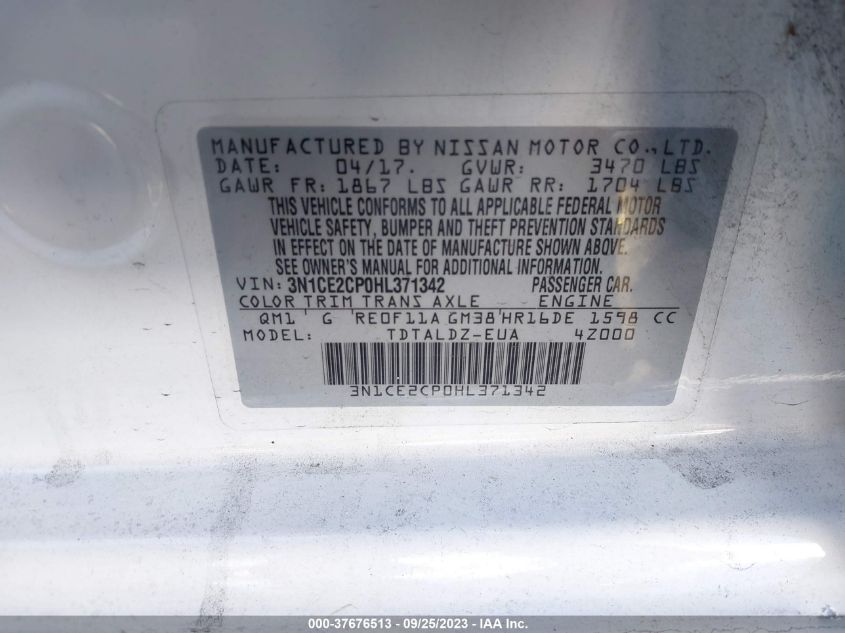 MANUFACTURED BY NISSAN MOTOR CO.,LTD.
DATE: 04/17. GVWR: 3470 LBS
GAWR FR: 1867 LBS GAWR RR: 1704 LBS
THIS VEHICLE CONFORMS TO ALL APPLICABLE FEDERAL MOTOR
VEHICLE SAFETY, BUMPER AND THEFT PREVENTION STANDARDS
IN EFFECT ON THE DATE OF MANUFACTURE SHOWN ABOVE.
SEE OWNER'S MANUAL FOR ADDITIONAL INFORMATION.
VIN: 3N1CE2CP0HL371342 PASSENGER CAR.
COLOR TRIM TRANS AXLE ENGINE
QM1 G RE0F11A GM38 HR16DE 1598 CC
MODEL: TDTALDZ-EUA 4Z000
3N1CE2CP0HL371342
000-37676513 - 09/25/2023 - IAA Inc.